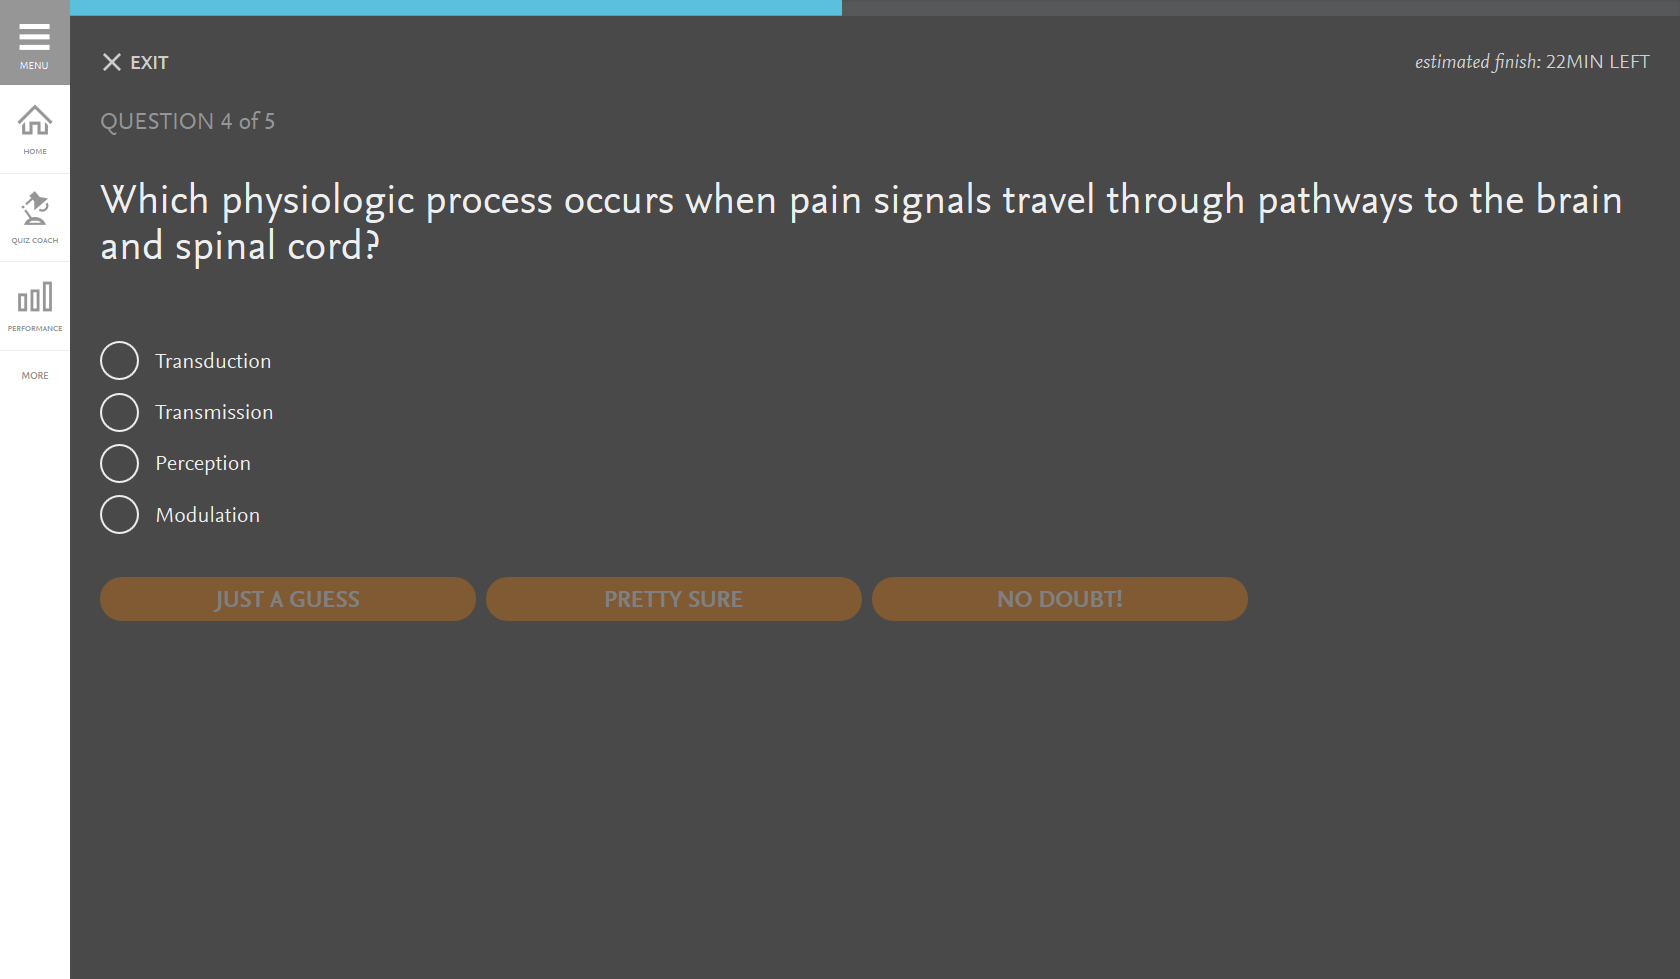 MENU
HOME
QUIZ COACH
PERFORMANCE
MORE
EXIT
estimated finish: 22MIN LEFT
QUESTION 4 of 5
Which physiologic process occurs when pain signals travel through pathways to the brain
and spinal cord?
Transduction
Transmission
Perception
Modulation
JUST A GUESS
PRETTY SURE
NO DOUBT!